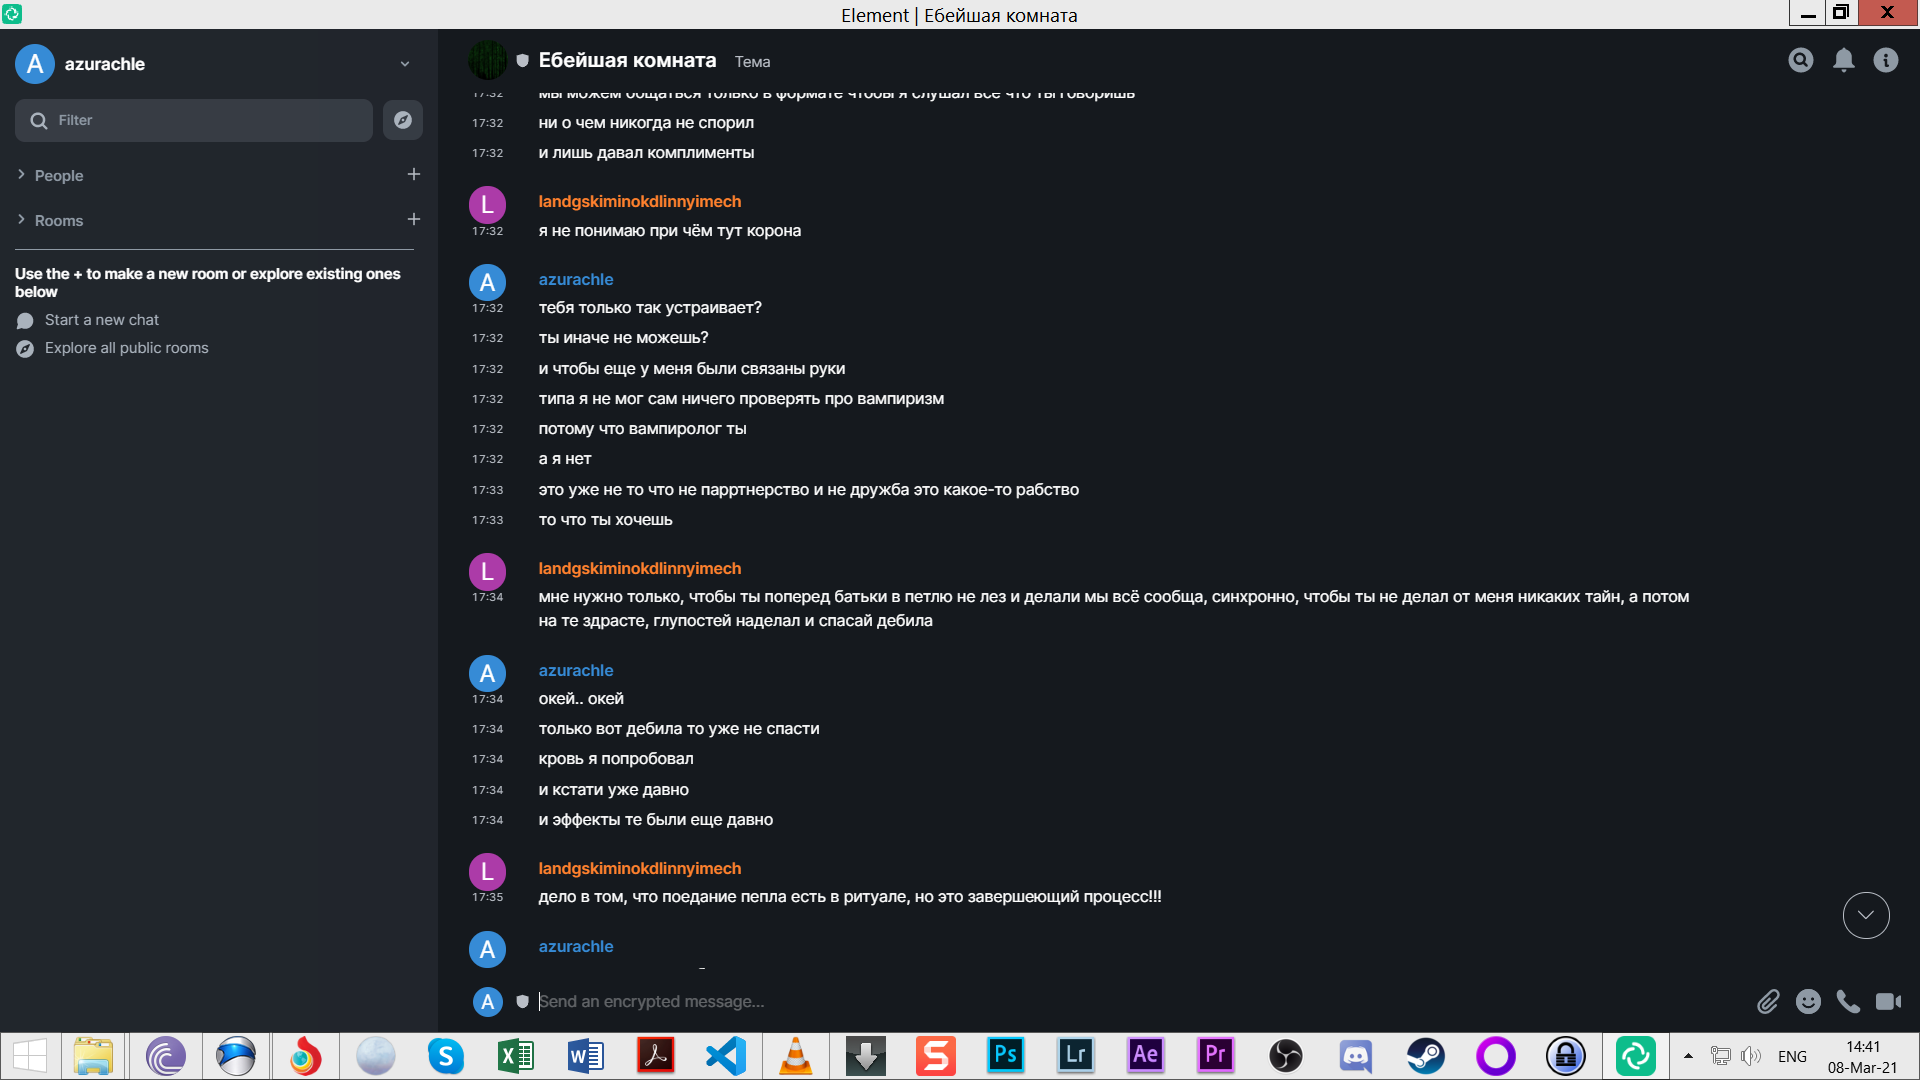 Element | Ебейшая комната
A azurachle
Filter
People
Rooms
Use the + to make a new room or explore existing ones
below
Start a new chat
Explore all public rooms
Ебейшая комната Тема
17:32 мы можем общаться только в формате чтобы я слушал все что ты говоришь
17:32 ни о чем никогда не спорил
17:32 и лишь давал комплименты
L landgskiminokdlinnyimech
17:32 я не понимаю при чём тут корона
A azurachle
17:32 тебя только так устраивает?
17:32 ты иначе не можешь?
17:32 и чтобы еще у меня были связаны руки
17:32 типа я не мог сам ничего проверять про вампиризм
17:32 потому что вампиролог ты
17:32 а я нет
17:33 это уже не то что не парртнерство и не дружба это какое-то рабство
17:33 то что ты хочешь
L landgskiminokdlinnyimech
17:34 мне нужно только, чтобы ты поперед батьки в петлю не лез и делали мы всё сообща, синхронно, чтобы ты не делал от меня никаких тайн, а потом
на те здрасте, глупостей наделал и спасай дебила
A azurachle
17:34 окей.. окей
17:34 только вот дебила то уже не спасти
17:34 кровь я попробовал
17:34 и кстати уже давно
17:34 и эффекты те были еще давно
L landgskiminokdlinnyimech
17:35 дело в том, что поедание пепла есть в ритуале, но это завершеющий процесс!!!
A azurachle
A Send an encrypted message...
S X W S Ps Lr Ae Pr ENG 14:41
08-Mar-21